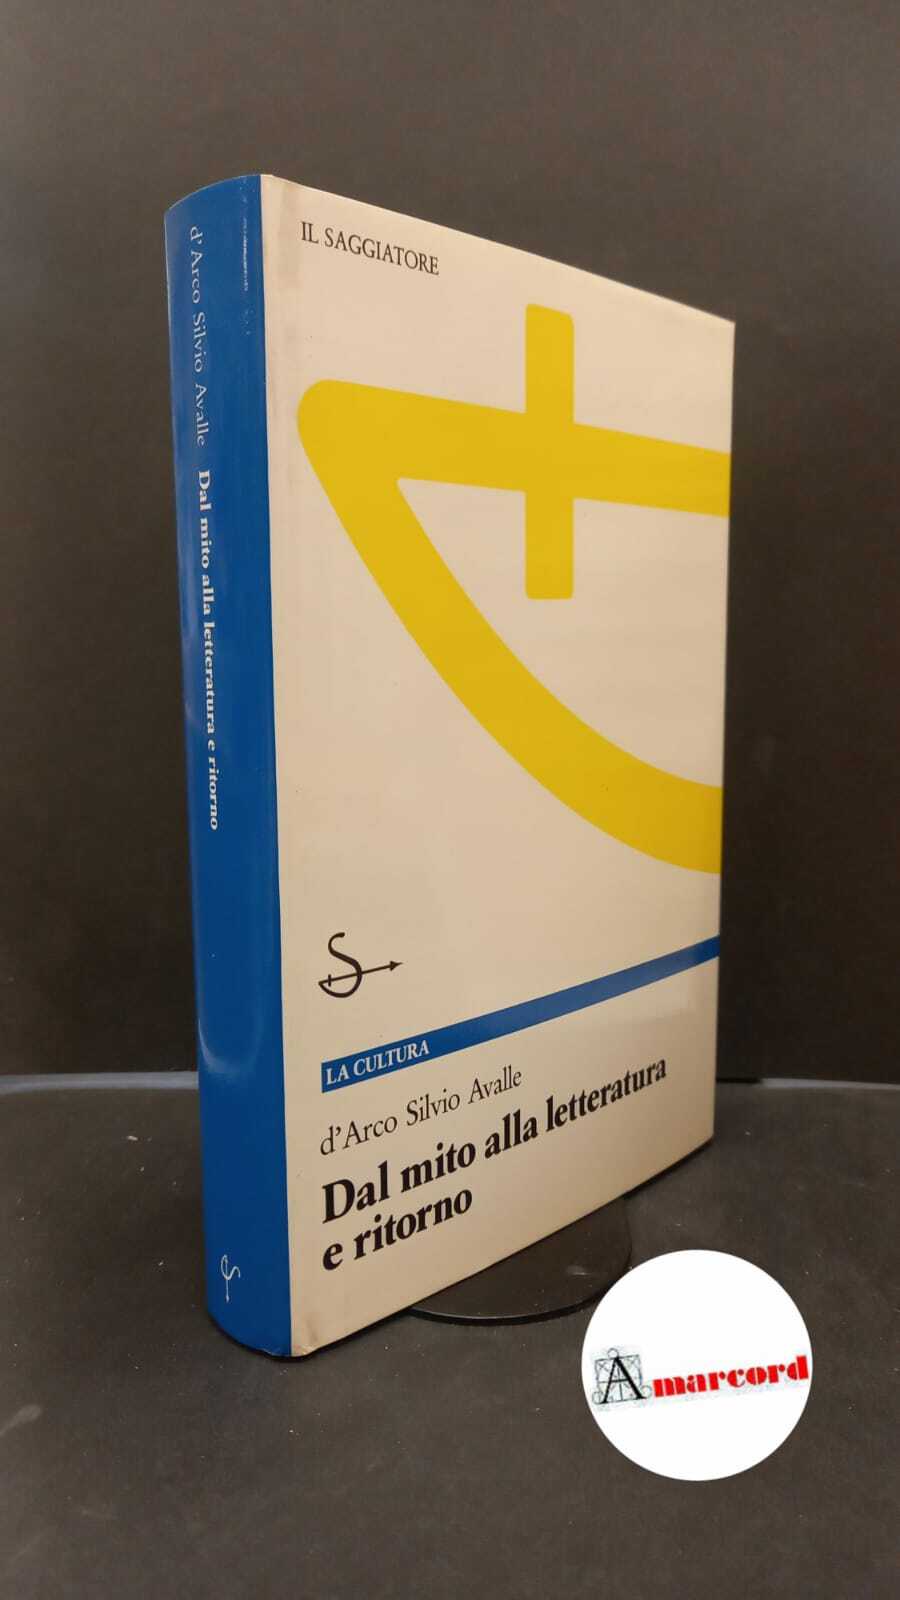 d'Arco Silvio Avalle Dal mito alla letteratura e ritorno
IL SAGGIATORE
LA CULTURA
d'Arco Silvio Avalle
Dal mito alla letteratura
e ritorno
Amarcord